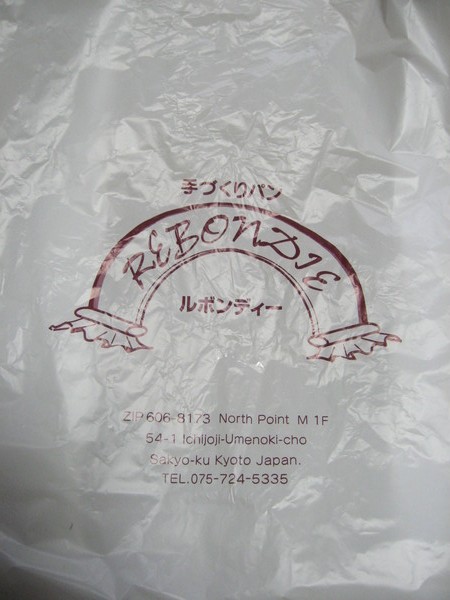 手づくりパン
REBONDIE
ルボンディー
ZIP 606-8173 North Point M 1F
54-1 Ichijoji-Umenoki-cho
Sakyo-ku Kyoto Japan.
TEL.075-724-5335